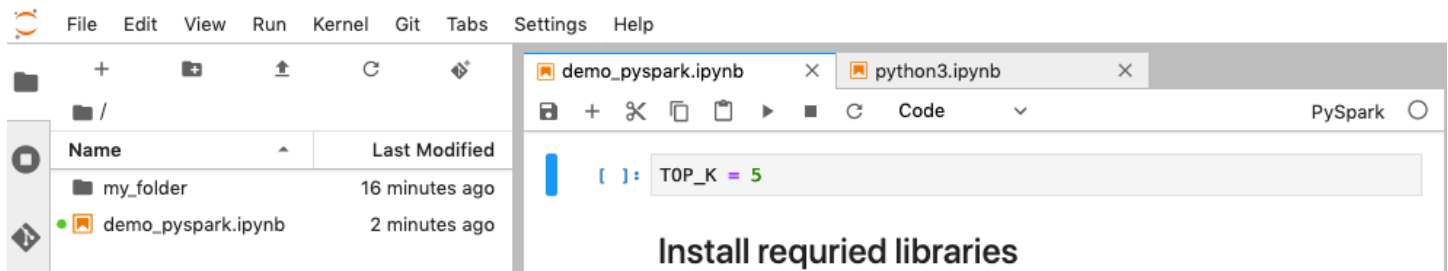 File Edit View Run Kernel Git Tabs Settings Help
demo_pyspark.ipynb
python3.ipynb
Code
PySpark
/
Name
Last Modified
my_folder 16 minutes ago
demo_pyspark.ipynb 2 minutes ago
[ ]: TOP_K = 5
Install requried libraries